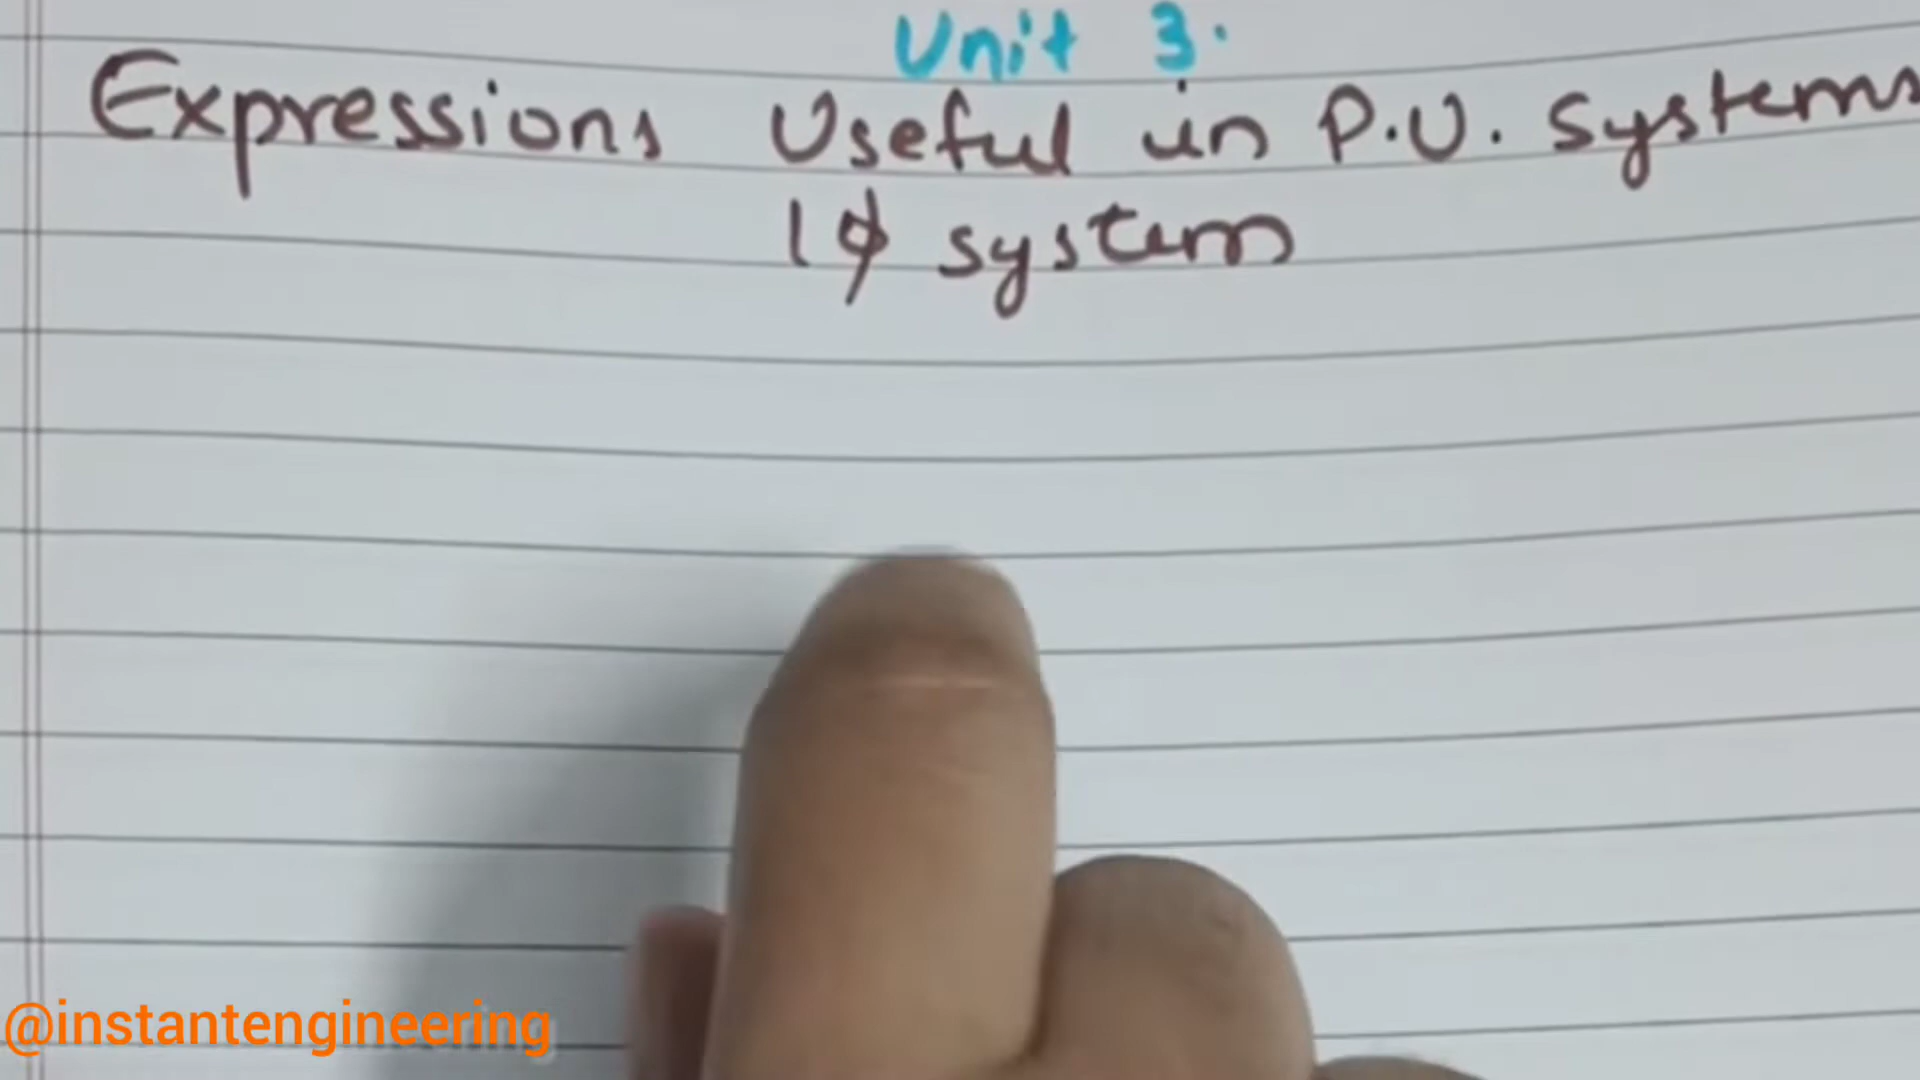 Unit 3.
Expressions Useful in P.U. systems
1ϕ system
@instantengineering